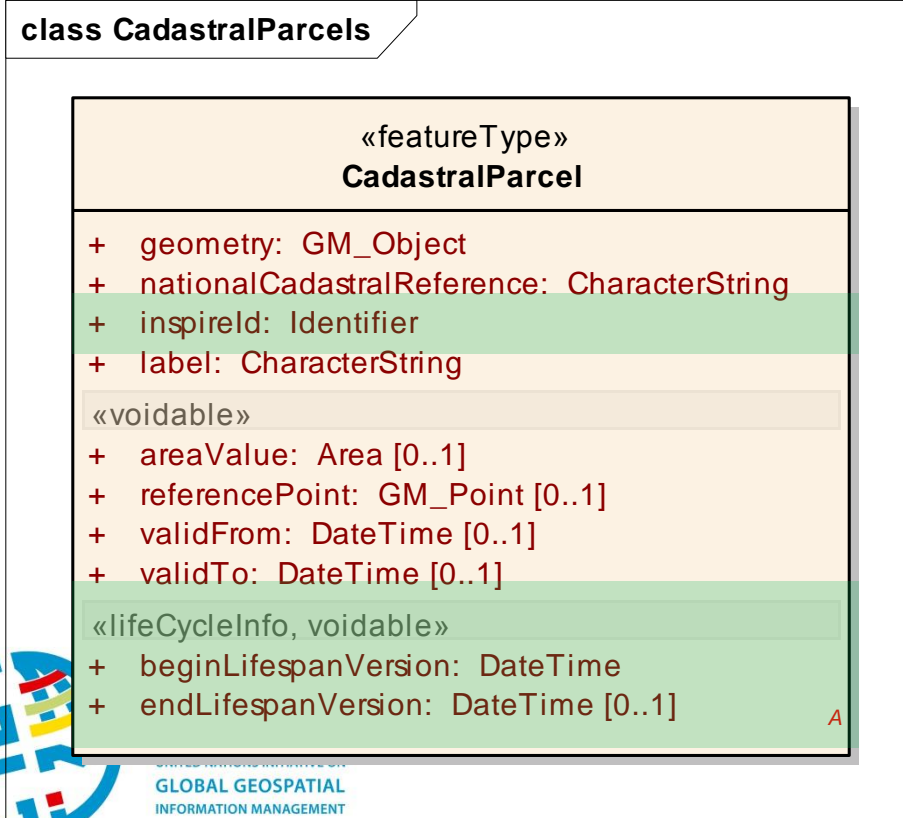 class CadastralParcels
«featureType»
CadastralParcel
+ geometry: GM_Object
+ nationalCadastralReference: CharacterString
+ inspireId: Identifier
+ label: CharacterString
«voidable»
+ areaValue: Area [0..1]
+ referencePoint: GM_Point [0..1]
+ validFrom: DateTime [0..1]
+ validTo: DateTime [0..1]
«lifeCycleInfo, voidable»
+ beginLifespanVersion: DateTime
+ endLifespanVersion: DateTime [0..1]
A
GLOBAL GEOSPATIAL
INFORMATION MANAGEMENT